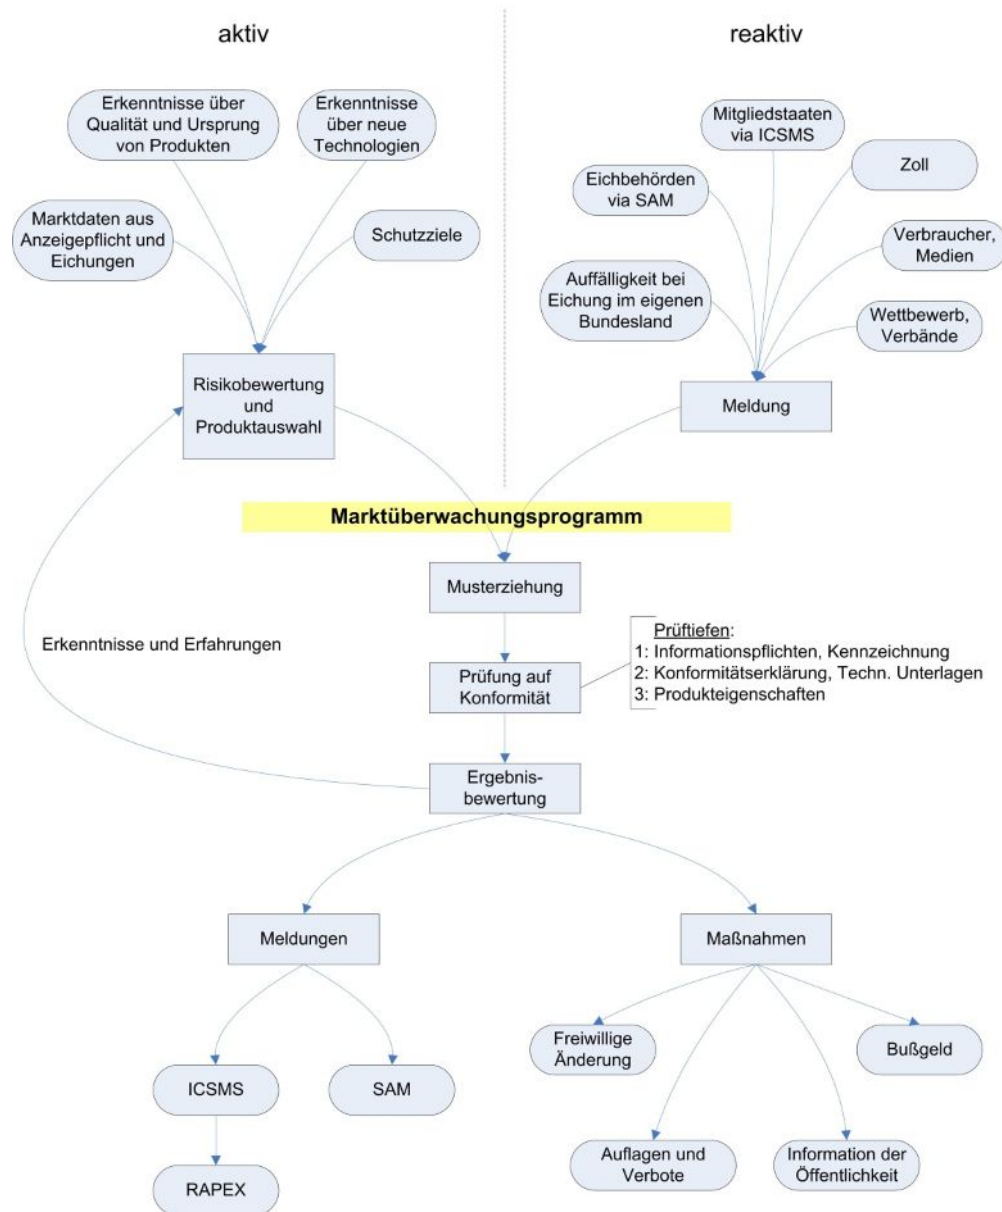 aktiv
reaktiv
Erkenntnisse über
Qualität und Ursprung
von Produkten
Erkenntnisse
über neue
Technologien
Marktdaten aus
Anzeigepflicht und
Eichungen
Schutzziele
Mitgliedstaaten
via ICSMS
Eichbehörden
via SAM
Zoll
Verbraucher,
Medien
Auffälligkeit bei
Eichung im eigenen
Bundesland
Wettbewerb,
Verbände
Risikobewertung
und
Produktauswahl
Meldung
Marktüberwachungsprogramm
Musterziehung
Erkenntnisse und Erfahrungen
Prüfung auf
Konformität
Prüftiefen:
1: Informationspflichten, Kennzeichnung
2: Konformitätserklärung, Techn. Unterlagen
3: Produkteigenschaften
Ergebnis-
bewertung
Meldungen
Maßnahmen
ICSMS
SAM
RAPEX
Freiwillige
Änderung
Bußgeld
Auflagen und
Verbote
Information der
Öffentlichkeit